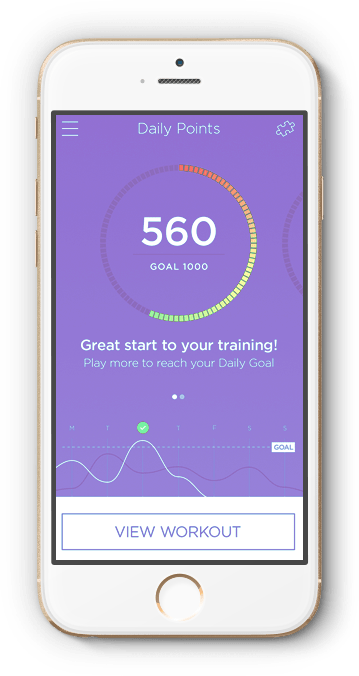 Daily Points
560
GOAL 1000
Great start to your training!
Play more to reach your Daily Goal
M T T F S S
GOAL
VIEW WORKOUT